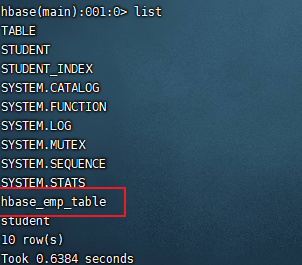 hbase(main):001:0> list
TABLE
STUDENT
STUDENT_INDEX
SYSTEM.CATALOG
SYSTEM.FUNCTION
SYSTEM.LOG
SYSTEM.MUTEX
SYSTEM.SEQUENCE
SYSTEM.STATS
hbase_emp_table
student
10 row(s)
Took 0.6384 seconds